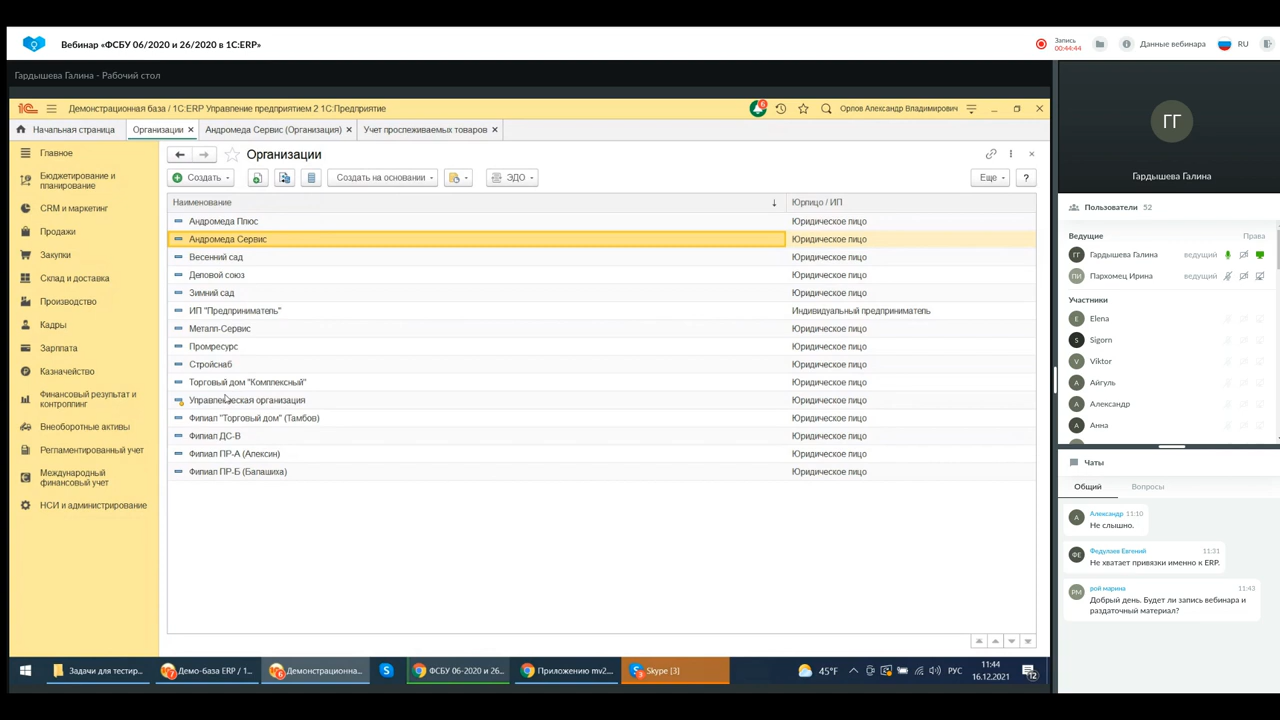 Вебинар «ФСБУ 06/2020 и 26/2020 в 1С:ERP»
Запись
00:44:44
Данные вебинара
RU
Гардышева Галина - Рабочий стол
Демонстрационная база / 1С:ERP Управление предприятием 2 1С:Предприятие
6
Орлов Александр Владимирович
Начальная страница
Организации
Андромеда Сервис (Организация)
Учет прослеживаемых товаров
Главное
Бюджетирование и
планирование
CRM и маркетинг
Продажи
Закупки
Склад и доставка
Производство
Кадры
Зарплата
Казначейство
Финансовый результат и
контроллинг
Внеоборотные активы
Регламентированный учет
Международный
финансовый учет
НСИ и администрирование
Организации
Создать
Создать на основании
ЭДО
Еще
?
Наименование
Юрлицо / ИП
Андромеда Плюс
Юридическое лицо
Андромеда Сервис
Юридическое лицо
Весенний сад
Юридическое лицо
Деловой союз
Юридическое лицо
Зимний сад
Юридическое лицо
ИП "Предприниматель"
Индивидуальный предприниматель
Металл-Сервис
Юридическое лицо
Промресурс
Юридическое лицо
Стройснаб
Юридическое лицо
Торговый дом "Комплексный"
Юридическое лицо
Управленческая организация
Юридическое лицо
Филиал "Торговый дом" (Тамбов)
Юридическое лицо
Филиал ДС-В
Юридическое лицо
Филиал ПР-А (Алексин)
Юридическое лицо
Филиал ПР-Б (Балашиха)
Юридическое лицо
Задачи для тестир...
Демо-база ERP / 1...
Демонстрационна...
ФСБУ 06-2020 и 26...
Приложению mv2...
Skype [3]
45°F
РУС
11:44
16.12.2021
12
ГГ
Гардышева Галина
Пользователи 52
Ведущие
Права
ГГ
Гардышева Галина
ведущий
ПИ
Пархомец Ирина
ведущий
Участники
E
Elena
S
Sigorn
V
Viktor
А
Айгуль
А
Александр
А
Анна
Чаты
Общий
Вопросы
А
Александр 11:10
Не слышно.
ФЕ
Федулаев Евгений 11:31
Не хватает привязки именно к ERP.
РМ
рой марина 11:43
Добрый день. Будет ли запись вебинара и
раздаточный материал?